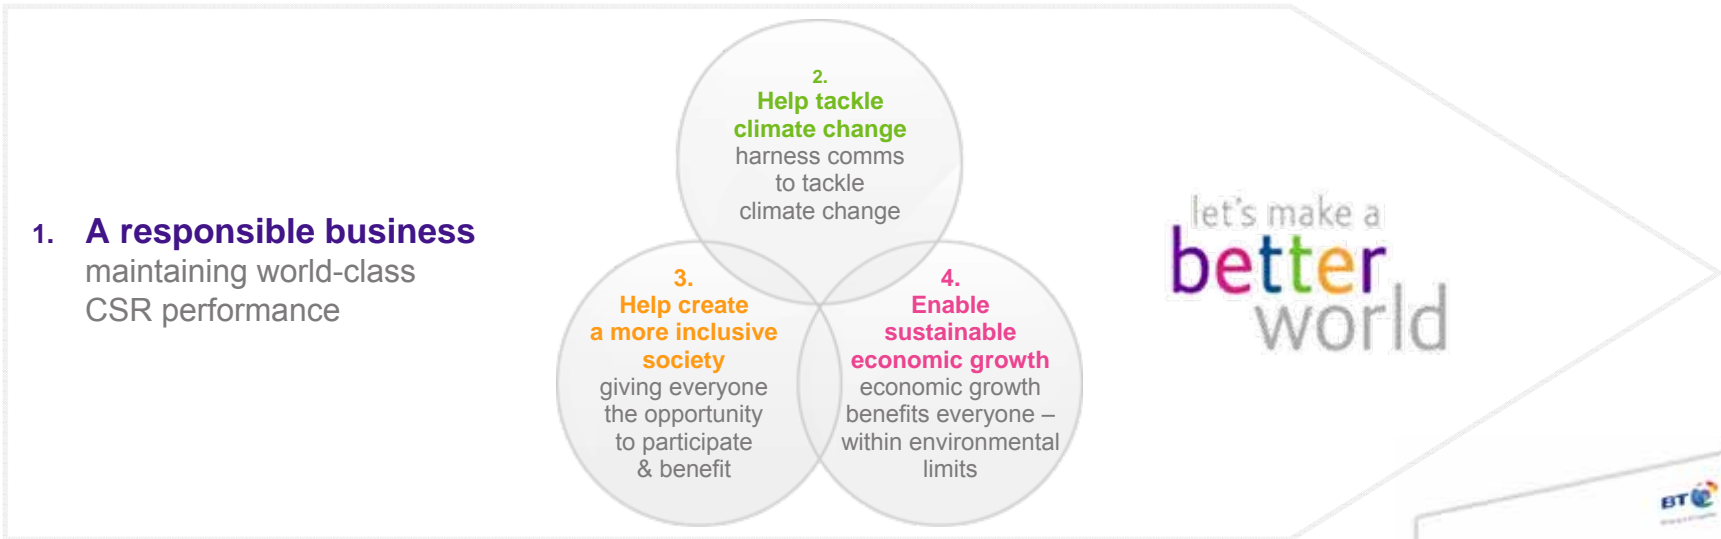 1. A responsible business
maintaining world-class
CSR performance
2.
Help tackle
climate change
harness comms
to tackle
climate change
3.
Help create
a more inclusive
society
giving everyone
the opportunity
to participate
& benefit
4.
Enable
sustainable
economic growth
economic growth
benefits everyone –
within environmental
limits
let's make a
better
world
BT